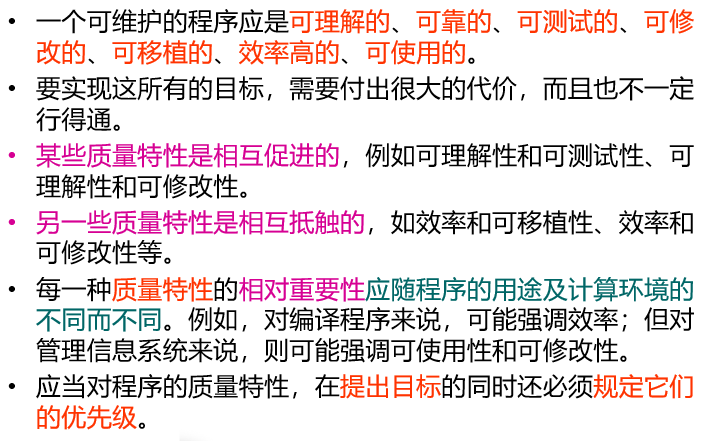 • 一个可维护的程序应是可理解的、可靠的、可测试的、可修
改的、可移植的、效率高的、可使用的。
• 要实现这所有的目标，需要付出很大的代价，而且也不一定
行得通。
• 某些质量特性是相互促进的，例如可理解性和可测试性、可
理解性和可修改性。
• 另一些质量特性是相互抵触的，如效率和可移植性、效率和
可修改性等。
• 每一种质量特性的相对重要性应随程序的用途及计算环境的
不同而不同。例如，对编译程序来说，可能强调效率；但对
管理信息系统来说，则可能强调可使用性和可修改性。
• 应当对程序的质量特性，在提出目标的同时还必须规定它们
的优先级。